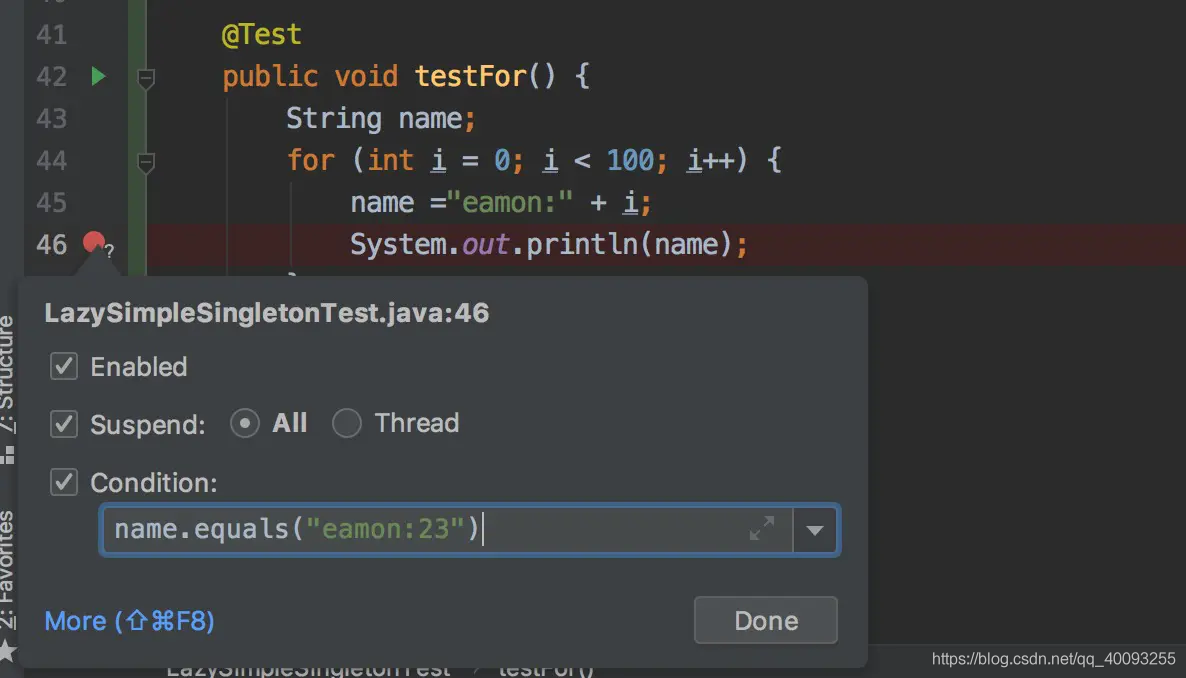 41 @Test
42 public void testFor() {
43 String name;
44 for (int i = 0; i < 100; i++) {
45 name ="eamon:" + i;
46 System.out.println(name);
?
LazySimpleSingletonTest.java:46
Enabled
Suspend: All Thread
Condition:
name.equals("eamon:23")
More (⇧⌘F8) Done
LazySimpleSingletonTest testFor()
7: Structure
2: Favorites
https://blog.csdn.net/qq_40093255